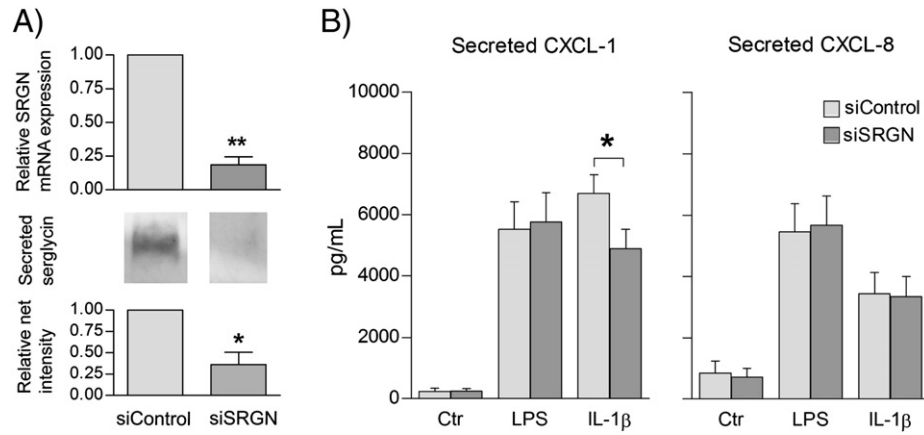 A)
Relative SRGN
mRNA expression
1.00
0.75
0.50
0.25
0.00
**
Secreted
serglycin
Relative net
intensity
1.00
0.75
0.50
0.25
0.00
*
siControl siSRGN
B)
Secreted CXCL-1
pg/mL
10000
8000
6000
4000
2000
0
*
Ctr LPS IL-1β
Secreted CXCL-8
siControl
siSRGN
Ctr LPS IL-1β